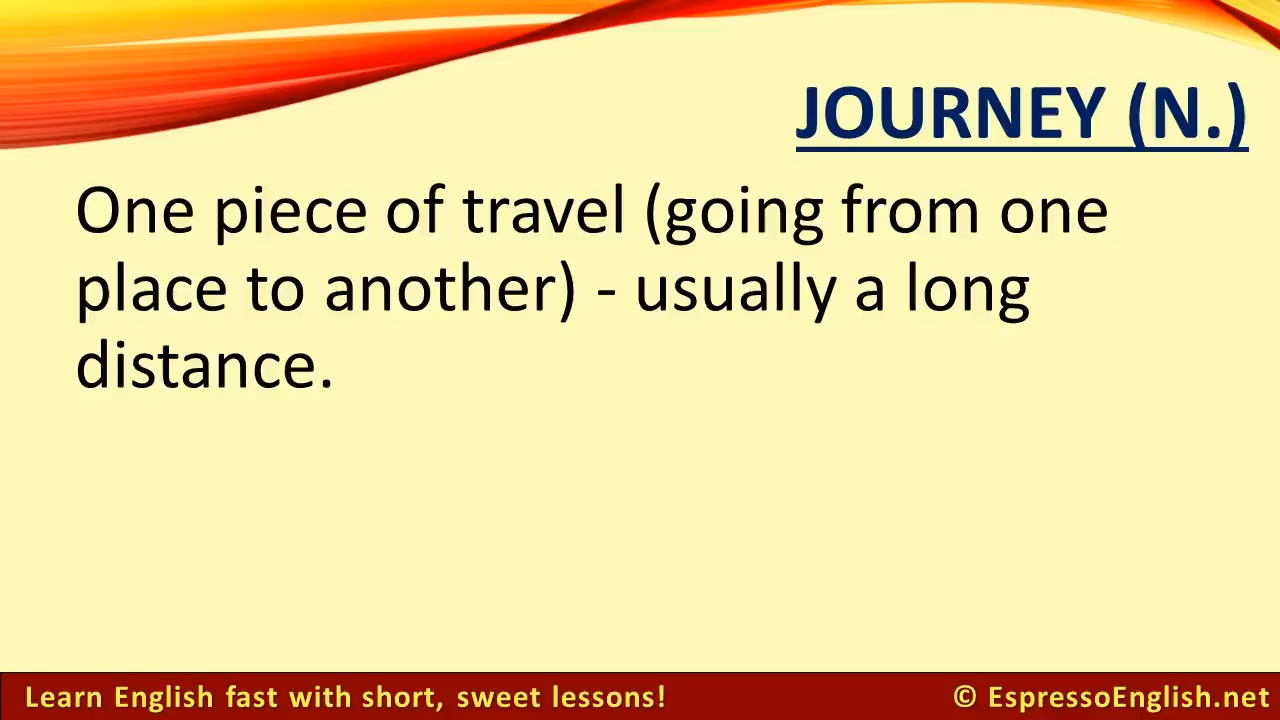 JOURNEY (N.)
One piece of travel (going from one
place to another) - usually a long
distance.
Learn English fast with short, sweet lessons!
© EspressoEnglish.net